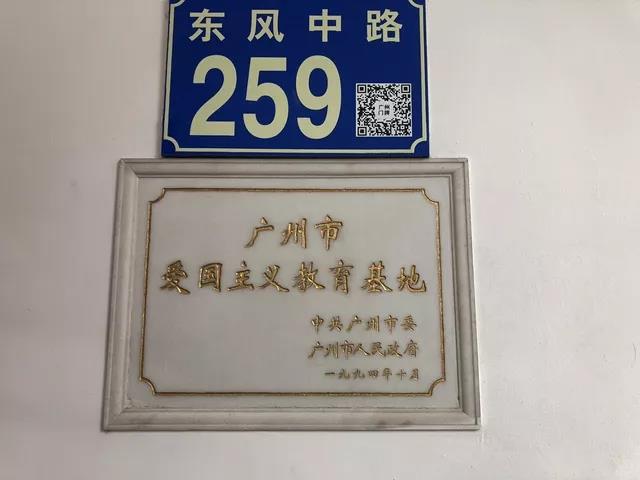 东风中路
259
广州
门牌
广州市
爱国主义教育基地
中共广州市委
广州市人民政府
一九九四年十月